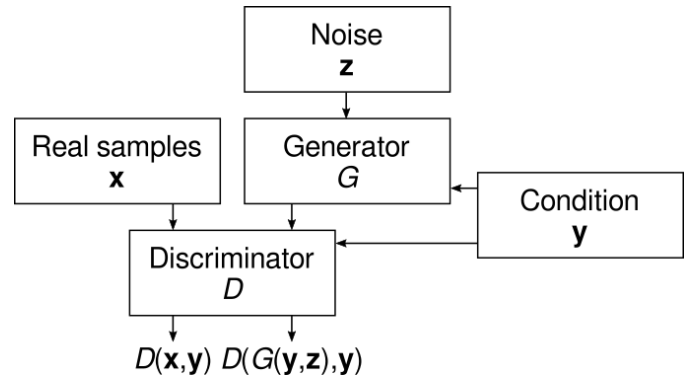 Noise
z
Real samples
x
Generator
G
Condition
y
Discriminator
D
D(x,y) D(G(y,z),y)